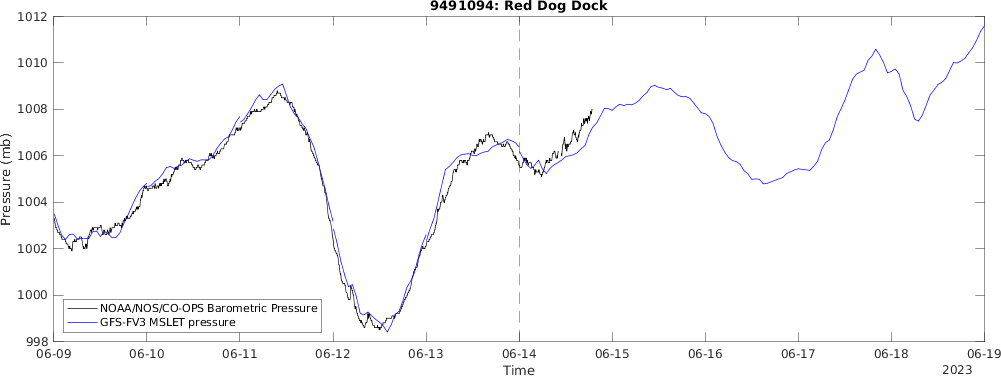 9491094: Red Dog Dock
1012
1010
1008
1006
1004
1002
1000
998
Pressure (mb)
NOAA/NOS/CO-OPS Barometric Pressure
GFS-FV3 MSLET pressure
06-09 06-10 06-11 06-12 06-13 06-14 06-15 06-16 06-17 06-18 06-19
Time
2023